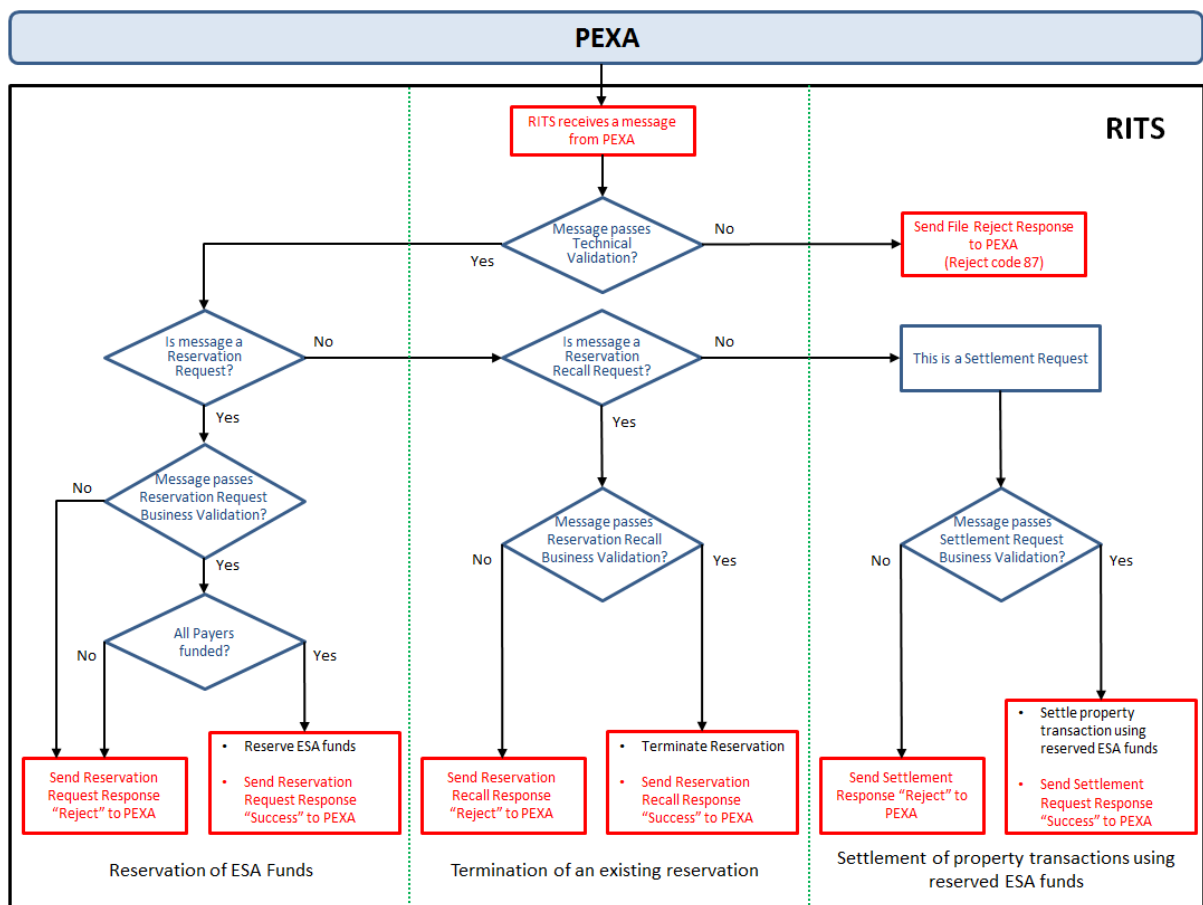 PEXA
RITS receives a message
from PEXA
RITS
Message passes
Technical
Validation?
No
Yes
Send File Reject Response
to PEXA
(Reject code 87)
Is message a
Reservation
Request?
No
Is message a
Reservation
Recall Request?
No
This is a Settlement Request
Yes
Yes
Message passes
Reservation Request
Business Validation?
No
Yes
Message passes
Reservation Recall
Business Validation?
No
Yes
Message passes
Settlement Request
Business Validation?
No
Yes
All Payers
funded?
No
Yes
Send Reservation
Request Response
“Reject” to PEXA
• Reserve ESA funds
• Send Reservation
Request Response
“Success” to PEXA
Send Reservation
Recall Response
“Reject” to PEXA
• Terminate Reservation
• Send Reservation
Recall Response
“Success” to PEXA
Send Settlement
Response “Reject” to
PEXA
• Settle property
transaction using
reserved ESA funds
• Send Settlement
Request Response
“Success” to PEXA
Reservation of ESA Funds
Termination of an existing reservation
Settlement of property transactions using
reserved ESA funds